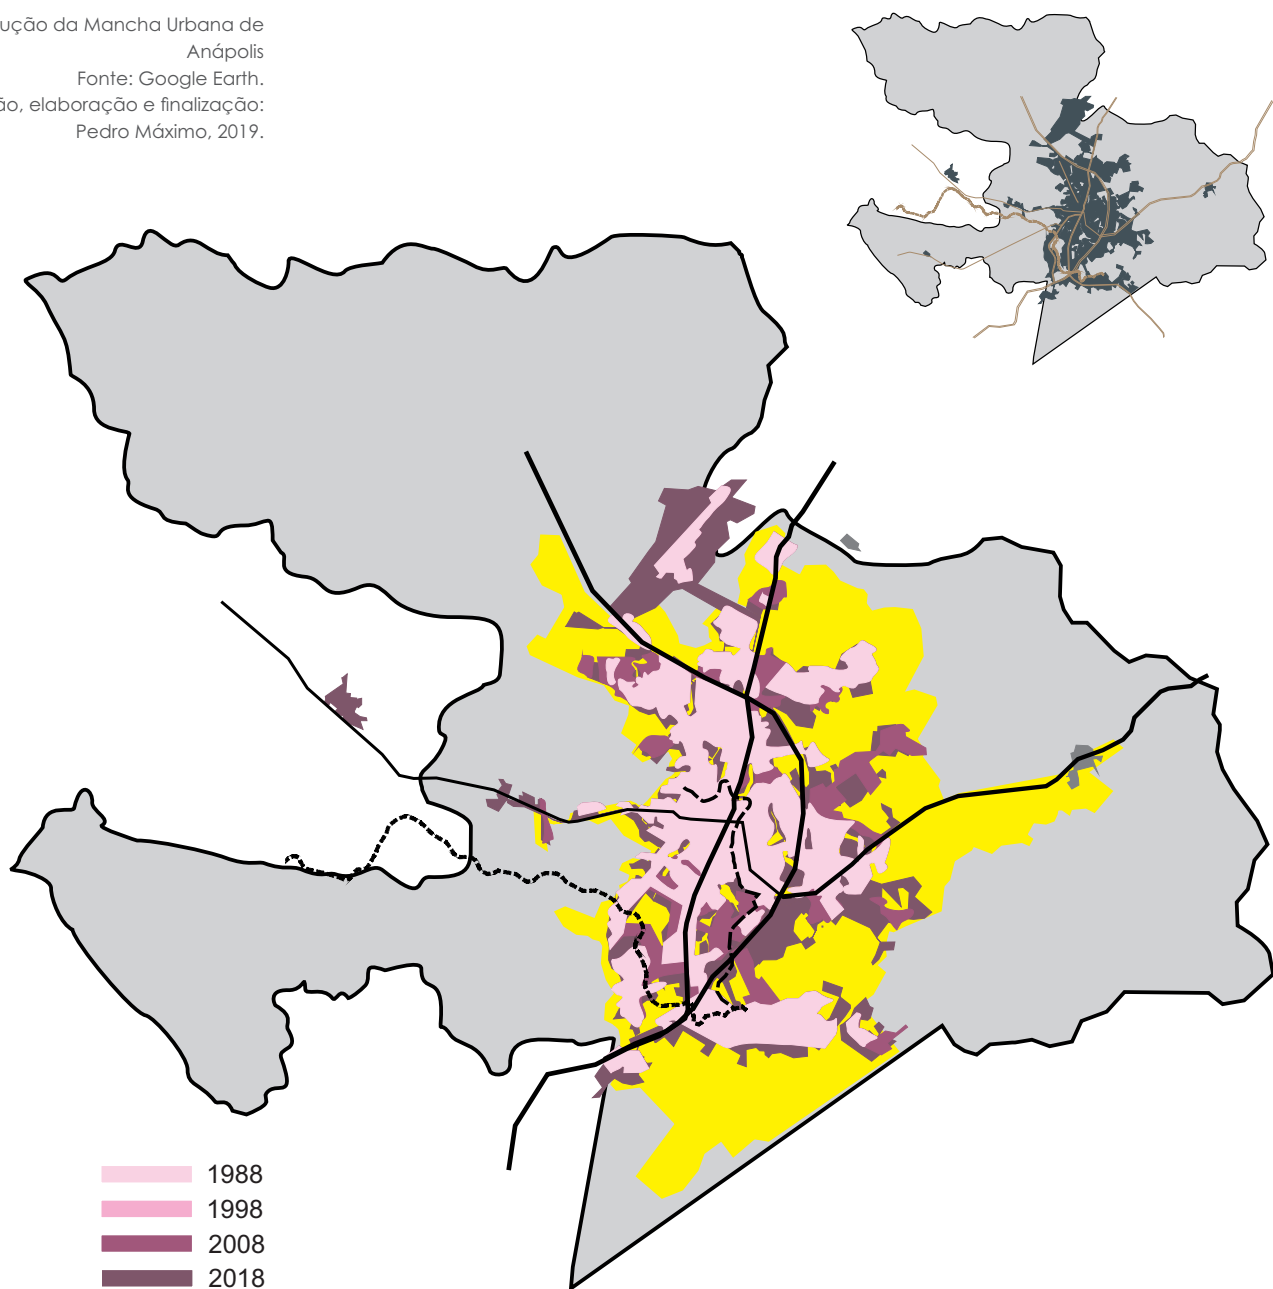 ução da Mancha Urbana de
Anápolis
Fonte: Google Earth.
ão, elaboração e finalização:
Pedro Máximo, 2019.
1988
1998
2008
2018